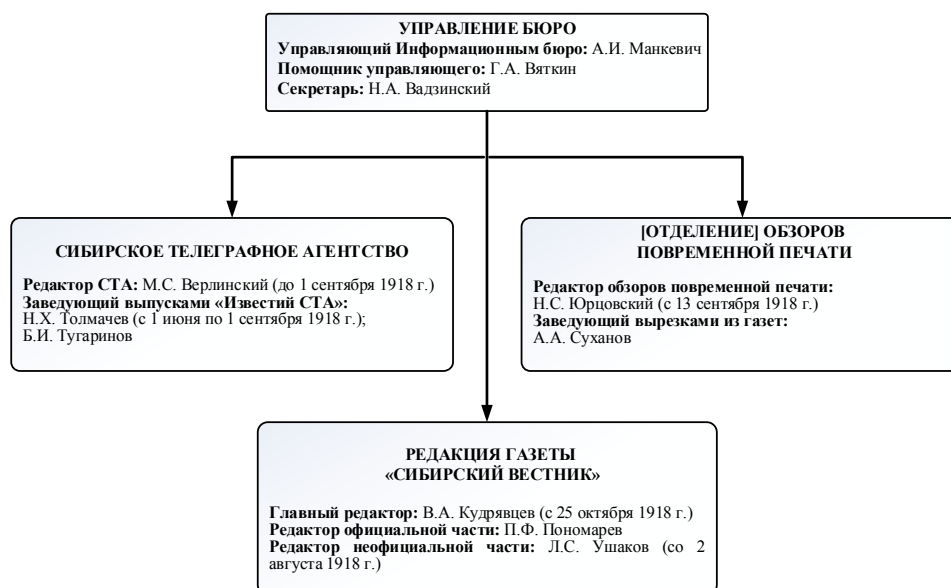 УПРАВЛЕНИЕ БЮРО
Управляющий Информационным бюро: А.И. Манкевич
Помощник управляющего: Г.А. Вяткин
Секретарь: Н.А. Вадзинский
СИБИРСКОЕ ТЕЛЕГРАФНОЕ АГЕНТСТВО
Редактор СТА: М.С. Верлинский (до 1 сентября 1918 г.)
Заведующий выпусками «Известий СТА»:
Н.Х. Толмачев (с 1 июня по 1 сентября 1918 г.);
Б.И. Тугаринов
[ОТДЕЛЕНИЕ] ОБЗОРОВ
ПОВРЕМЕННОЙ ПЕЧАТИ
Редактор обзоров повременной печати:
Н.С. Юрцовский (с 13 сентября 1918 г.)
Заведующий вырезками из газет:
А.А. Суханов
РЕДАКЦИЯ ГАЗЕТЫ
«СИБИРСКИЙ ВЕСТНИК»
Главный редактор: В.А. Кудрявцев (с 25 октября 1918 г.)
Редактор официальной части: П.Ф. Пономарев
Редактор неофициальной части: Л.С. Ушаков (со 2
августа 1918 г.)